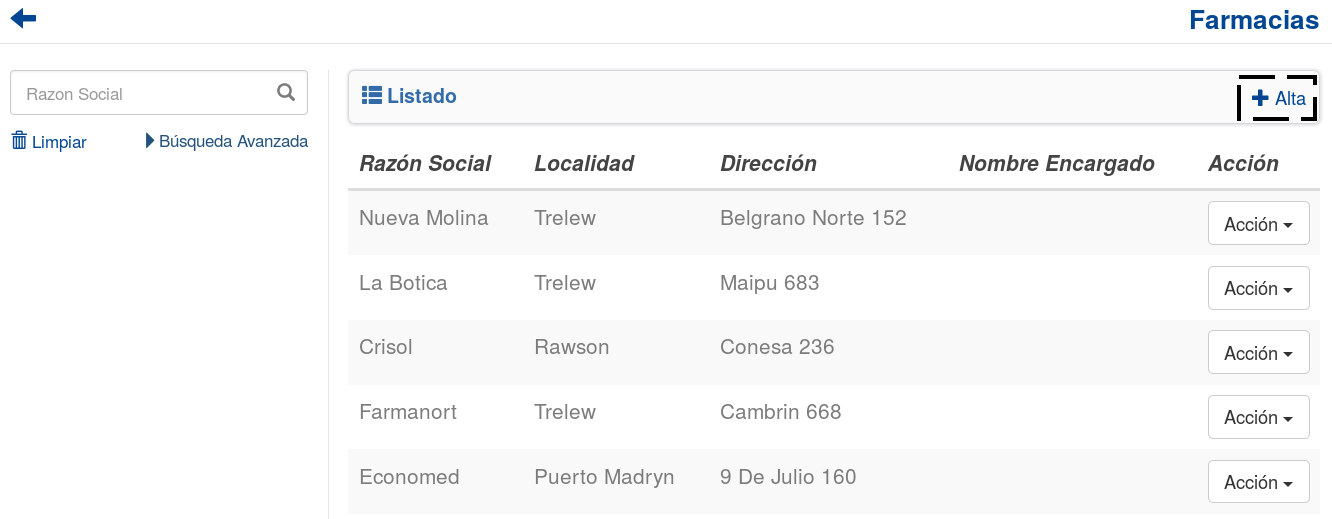 Farmacias
Razon Social
Limpiar Búsqueda Avanzada
Listado Alta
Razón Social Localidad Dirección Nombre Encargado Acción
Nueva Molina Trelew Belgrano Norte 152 Acción
La Botica Trelew Maipu 683 Acción
Crisol Rawson Conesa 236 Acción
Farmanort Trelew Cambrin 668 Acción
Economed Puerto Madryn 9 De Julio 160 Acción